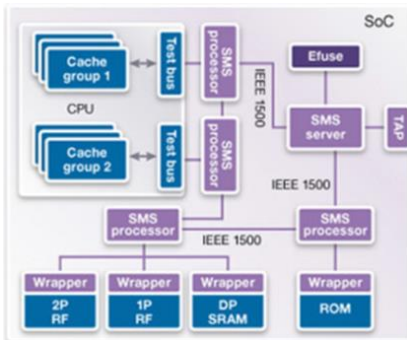 SoC
Cache
group 1
Test bus
SMS
processor
IEEE 1500
Efuse
CPU
SMS
server
TAP
Cache
group 2
Test bus
SMS
processor
IEEE 1500
SMS
processor
IEEE 1500
SMS
processor
Wrapper
Wrapper
Wrapper
Wrapper
2P
RF
1P
RF
DP
SRAM
ROM